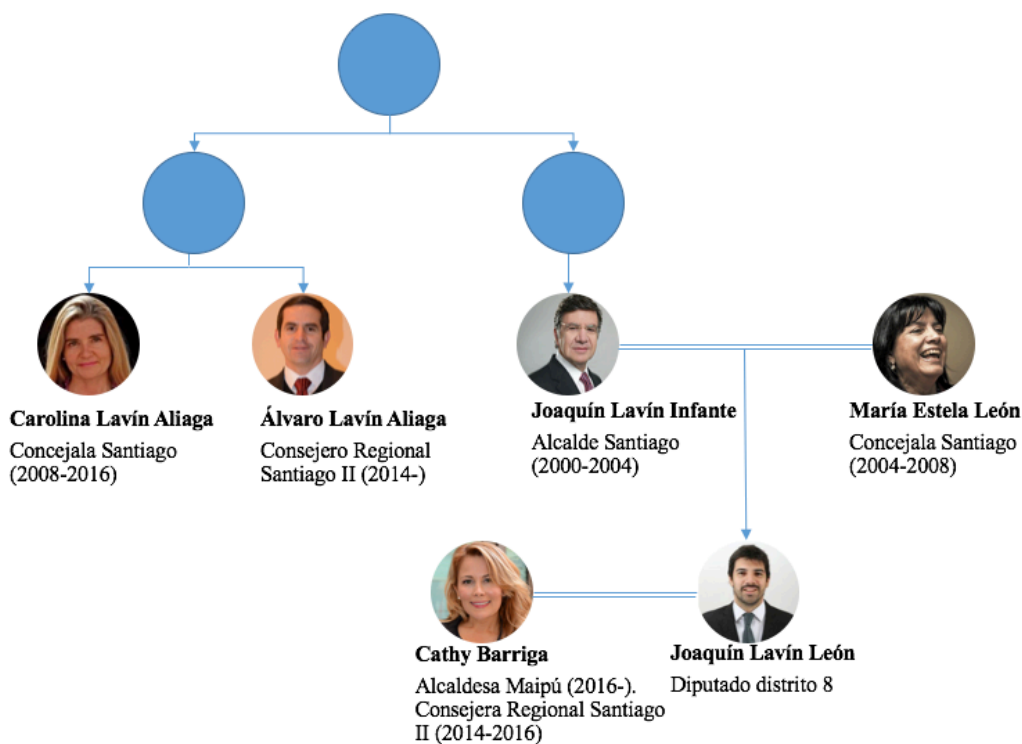 Carolina Lavín Aliaga
Concejala Santiago
(2008-2016)
Álvaro Lavín Aliaga
Consejero Regional
Santiago II (2014-)
Joaquín Lavín Infante
Alcalde Santiago
(2000-2004)
María Estela León
Concejala Santiago
(2004-2008)
Cathy Barriga
Alcaldesa Maipú (2016-).
Consejera Regional Santiago
II (2014-2016)
Joaquín Lavín León
Diputado distrito 8